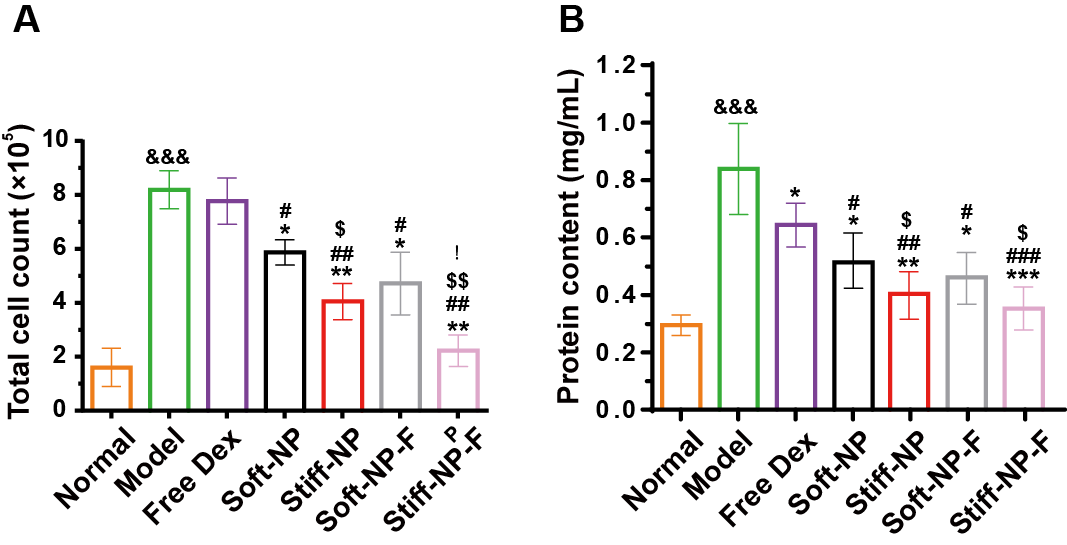 A
Total cell count (×10⁵)
10
8
6
4
2
0
&&&
#
*
$
##
**
#
*
!
$$
##
**
P
Normal
Model
Free Dex
Soft-NP
Stiff-NP
Soft-NP-F
Stiff-NP-F
B
Protein content (mg/mL)
1.2
1.0
0.8
0.6
0.4
0.2
0.0
&&&
*
#
*
$
##
**
#
*
$
###
***
Normal
Model
Free Dex
Soft-NP
Stiff-NP
Soft-NP-F
Stiff-NP-F